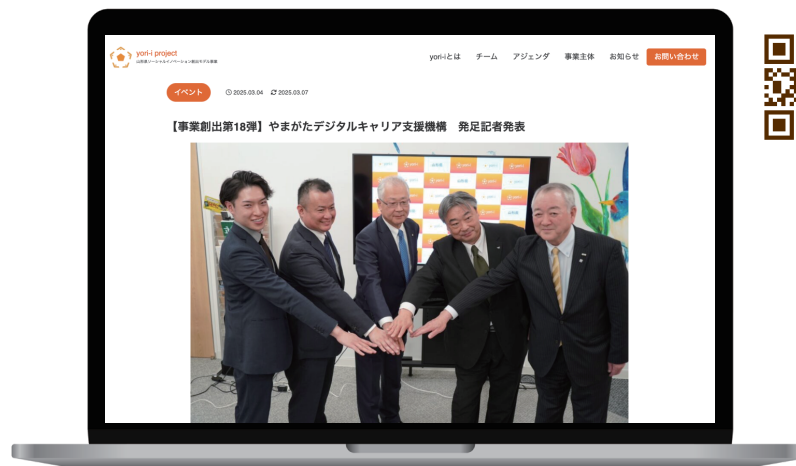 yori-i project
山形県ソーシャルイノベーション創出モデル事業
yori-iとは チーム アジェンダ 事業主体 お知らせ お問い合わせ
イベント 2025.03.04 2025.03.07
【事業創出第18弾】やまがたデジタルキャリア支援機構 発足記者発表